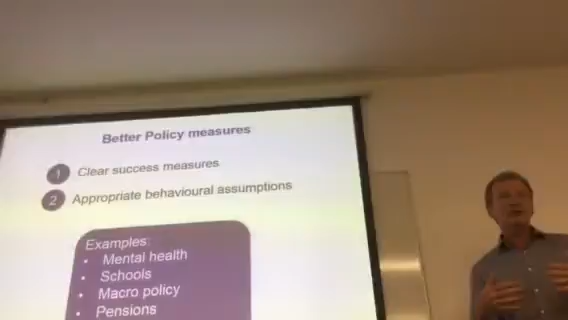 Better Policy measures
1 Clear success measures
2 Appropriate behavioural assumptions
Examples:
• Mental health
• Schools
• Macro policy
• Pensions